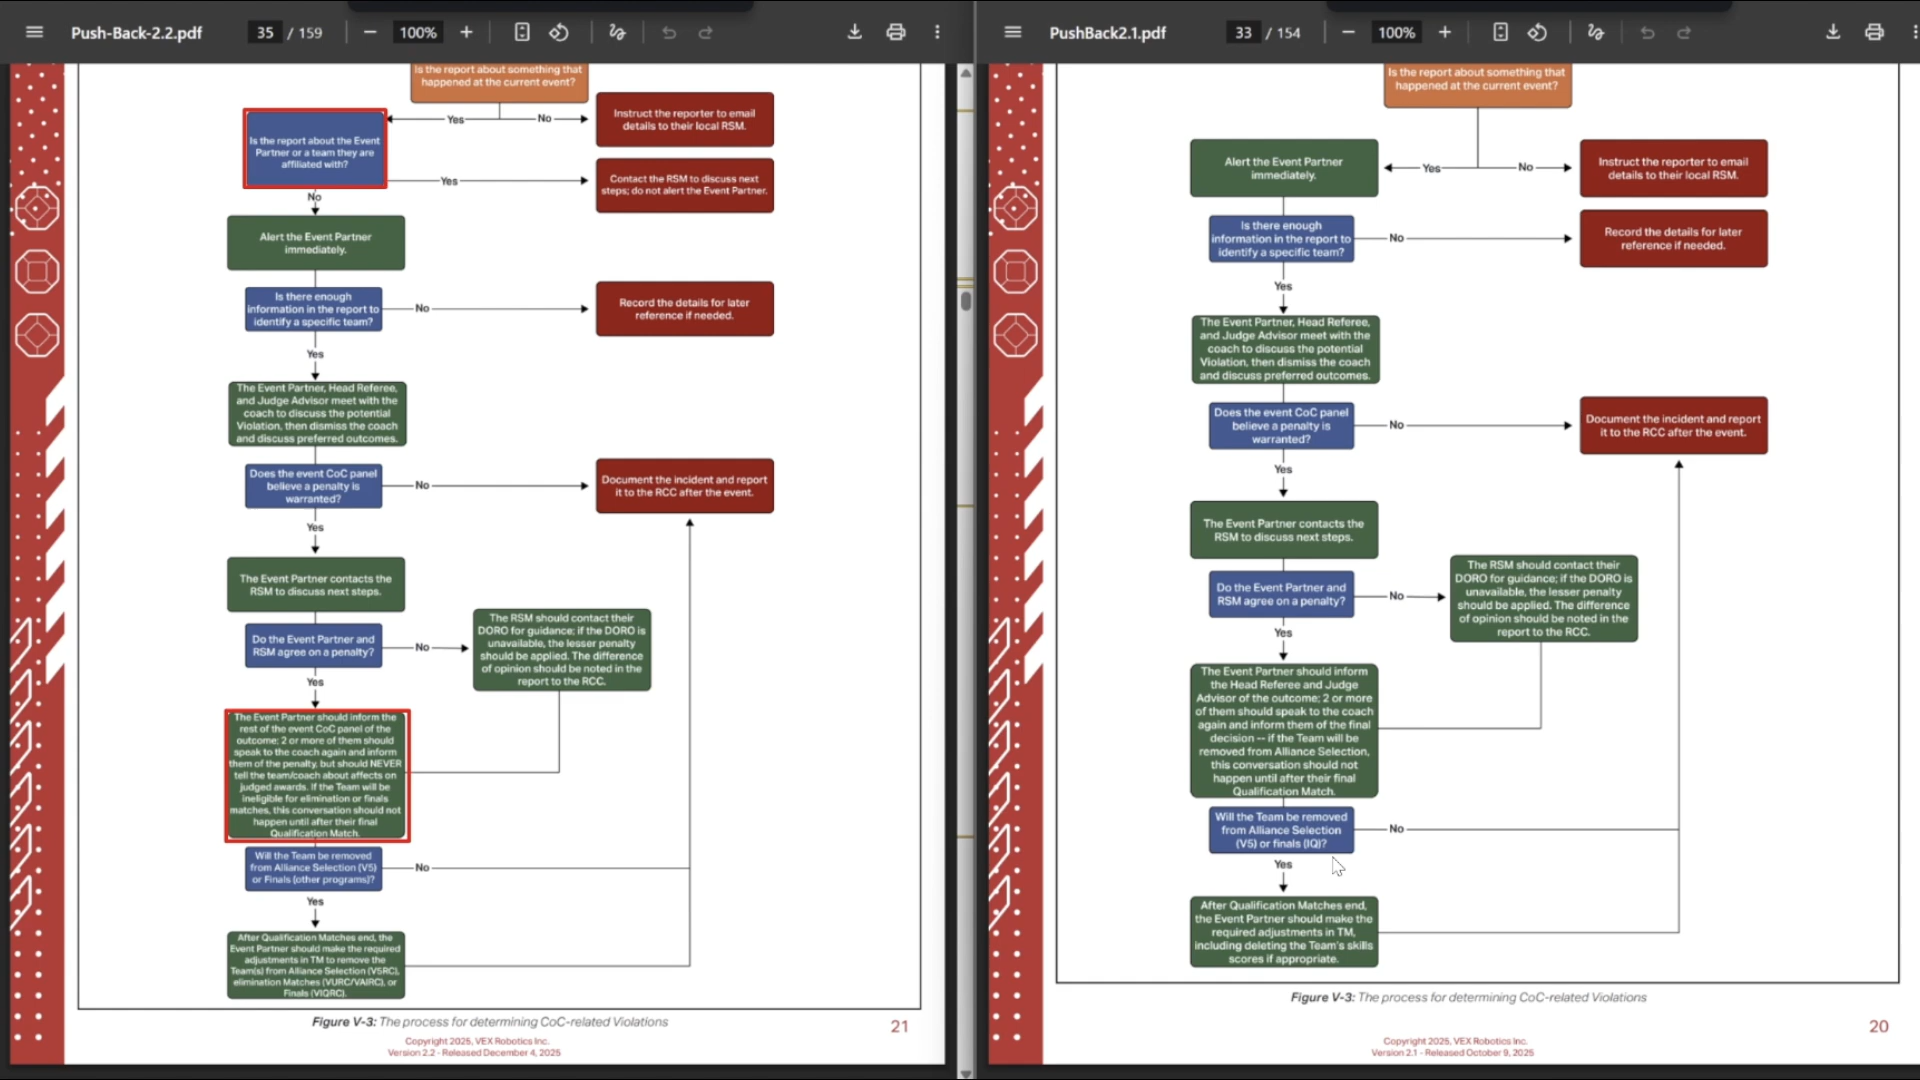 Push-Back-2.2.pdf
35 / 159
100%
Is the report about something that
happened at the current event?
Is the report about the Event
Partner or a team they are
affiliated with?
Yes
No
Instruct the reporter to email
details to their local RSM.
Yes
Contact the RSM to discuss next
steps; do not alert the Event Partner.
No
Alert the Event Partner
immediately.
Is there enough
information in the report to
identify a specific team?
No
Record the details for later
reference if needed.
Yes
The Event Partner, Head Referee,
and Judge Advisor meet with the
coach to discuss the potential
Violation, then dismiss the coach
and discuss preferred outcomes.
Does the event CoC panel
believe a penalty is
warranted?
No
Document the incident and report
it to the RCC after the event.
Yes
The Event Partner contacts the
RSM to discuss next steps.
Do the Event Partner and
RSM agree on a penalty?
No
The RSM should contact their
DORO for guidance; if the DORO is
unavailable, the lesser penalty
should be applied. The difference
of opinion should be noted in the
report to the RCC.
Yes
The Event Partner should inform the
rest of the event CoC panel of the
outcome; 2 or more of them should
speak to the coach again and inform
them of the penalty, but should NEVER
tell the team/coach about affects on
judged awards. If the Team will be
ineligible for elimination or finals
matches, this conversation should not
happen until after their final
Qualification Match.
Will the Team be removed
from Alliance Selection (V5)
or Finals (other programs)?
No
Yes
After Qualification Matches end, the
Event Partner should make the required
adjustments in TM to remove the
Team(s) from Alliance Selection (V5RC),
elimination Matches (VURC/VAIRC), or
Finals (VIQRC).
Figure V-3: The process for determining CoC-related Violations
21
Copyright 2025, VEX Robotics Inc.
Version 2.2 - Released December 4, 2025
PushBack2.1.pdf
33 / 154
100%
Is the report about something that
happened at the current event?
Alert the Event Partner
immediately.
Yes
No
Instruct the reporter to email
details to their local RSM.
Is there enough
information in the report to
identify a specific team?
No
Record the details for later
reference if needed.
Yes
The Event Partner, Head Referee,
and Judge Advisor meet with the
coach to discuss the potential
Violation, then dismiss the coach
and discuss preferred outcomes.
Does the event CoC panel
believe a penalty is
warranted?
No
Document the incident and report
it to the RCC after the event.
Yes
The Event Partner contacts the
RSM to discuss next steps.
Do the Event Partner and
RSM agree on a penalty?
No
The RSM should contact their
DORO for guidance; if the DORO is
unavailable, the lesser penalty
should be applied. The difference
of opinion should be noted in the
report to the RCC.
Yes
The Event Partner should inform
the Head Referee and Judge
Advisor of the outcome; 2 or more
of them should speak to the coach
again and inform them of the final
decision -- if the Team will be
removed from Alliance Selection,
this conversation should not
happen until after their final
Qualification Match.
Will the Team be removed
from Alliance Selection
(V5) or finals (IQ)?
No
Yes
After Qualification Matches end,
the Event Partner should make the
required adjustments in TM,
including deleting the Team's skills
scores if appropriate.
Figure V-3: The process for determining CoC-related Violations
20
Copyright 2025, VEX Robotics Inc.
Version 2.1 - Released October 9, 2025